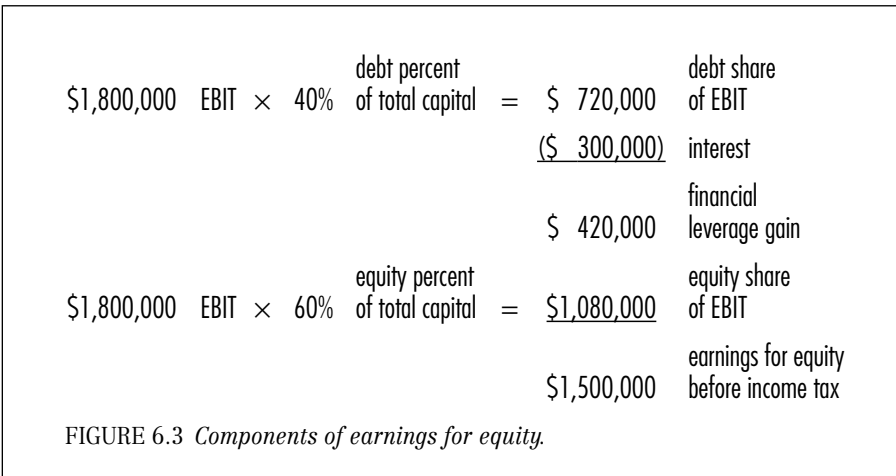 debt percent debt share
$1,800,000 EBIT × 40% of total capital = $ 720,000 of EBIT
($ 300,000) interest
financial
$ 420,000 leverage gain
equity percent equity share
$1,800,000 EBIT × 60% of total capital = $1,080,000 of EBIT
earnings for equity
$1,500,000 before income tax
FIGURE 6.3 Components of earnings for equity.